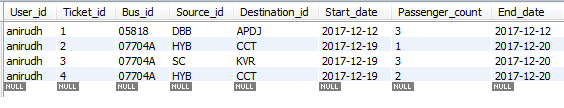 User_id Ticket_id Bus_id Source_id Destination_id Start_date Passenger_count End_date
anirudh 1 05818 DBB APDJ 2017-12-12 3 2017-12-12
anirudh 2 07704A HYB CCT 2017-12-19 1 2017-12-20
anirudh 3 07704A SC KVR 2017-12-19 3 2017-12-20
anirudh 4 07704A HYB CCT 2017-12-19 2 2017-12-20
NULL NULL NULL NULL NULL NULL NULL NULL